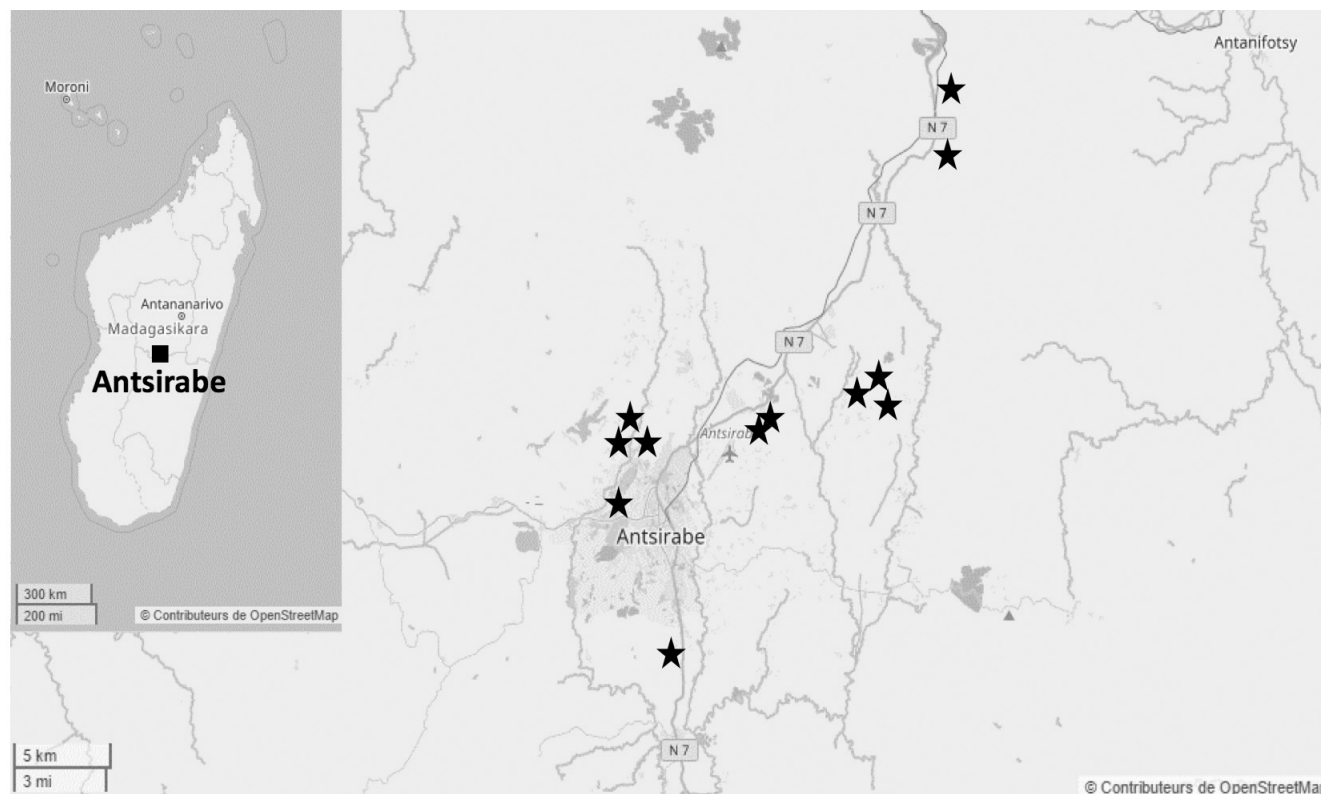 Moroni
Antananarivo
Madagasikara
Antsirabe
300 km
200 mi
© Contributeurs de OpenStreetMap
Antanifotsy
N 7
N 7
N 7
Antsirab
Antsirabe
N 7
5 km
3 mi
© Contributeurs de OpenStreetMap